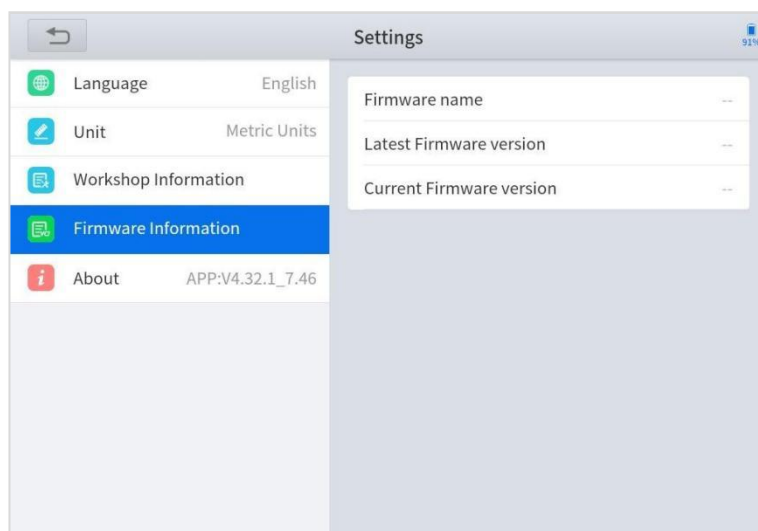 Settings
91%
Language English
Unit Metric Units
Workshop Information
Firmware Information
About APP:V4.32.1_7.46
Firmware name --
Latest Firmware version --
Current Firmware version --